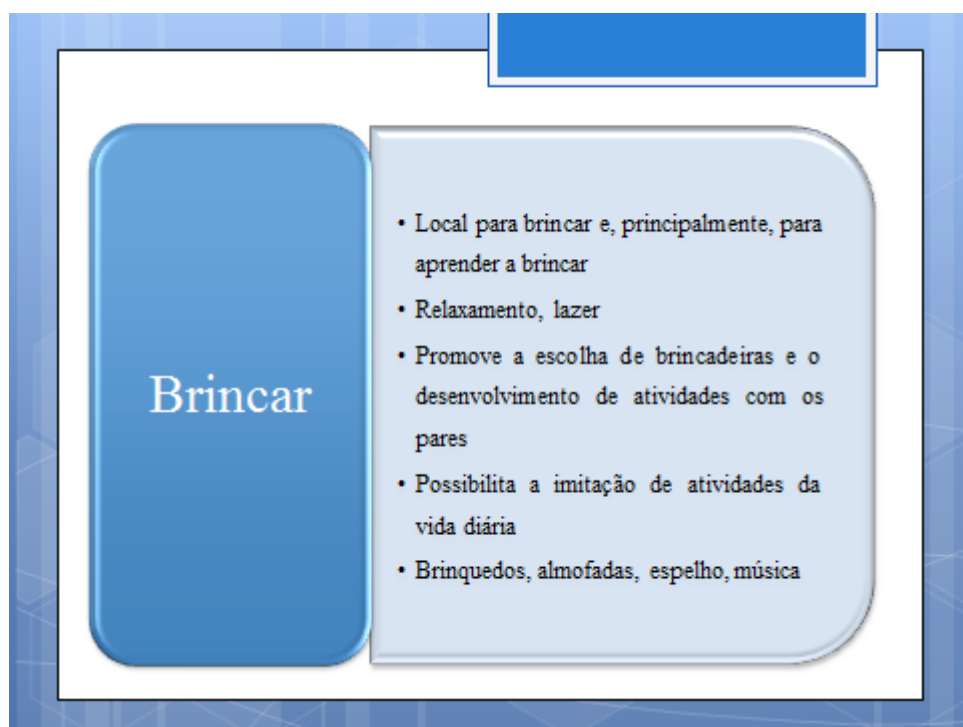 Brincar
• Local para brincar e, principalmente, para
aprender a brincar
• Relaxamento, lazer
• Promove a escolha de brincadeiras e o
desenvolvimento de atividades com os
pares
• Possibilita a imitação de atividades da
vida diária
• Brinquedos, almofadas, espelho, música